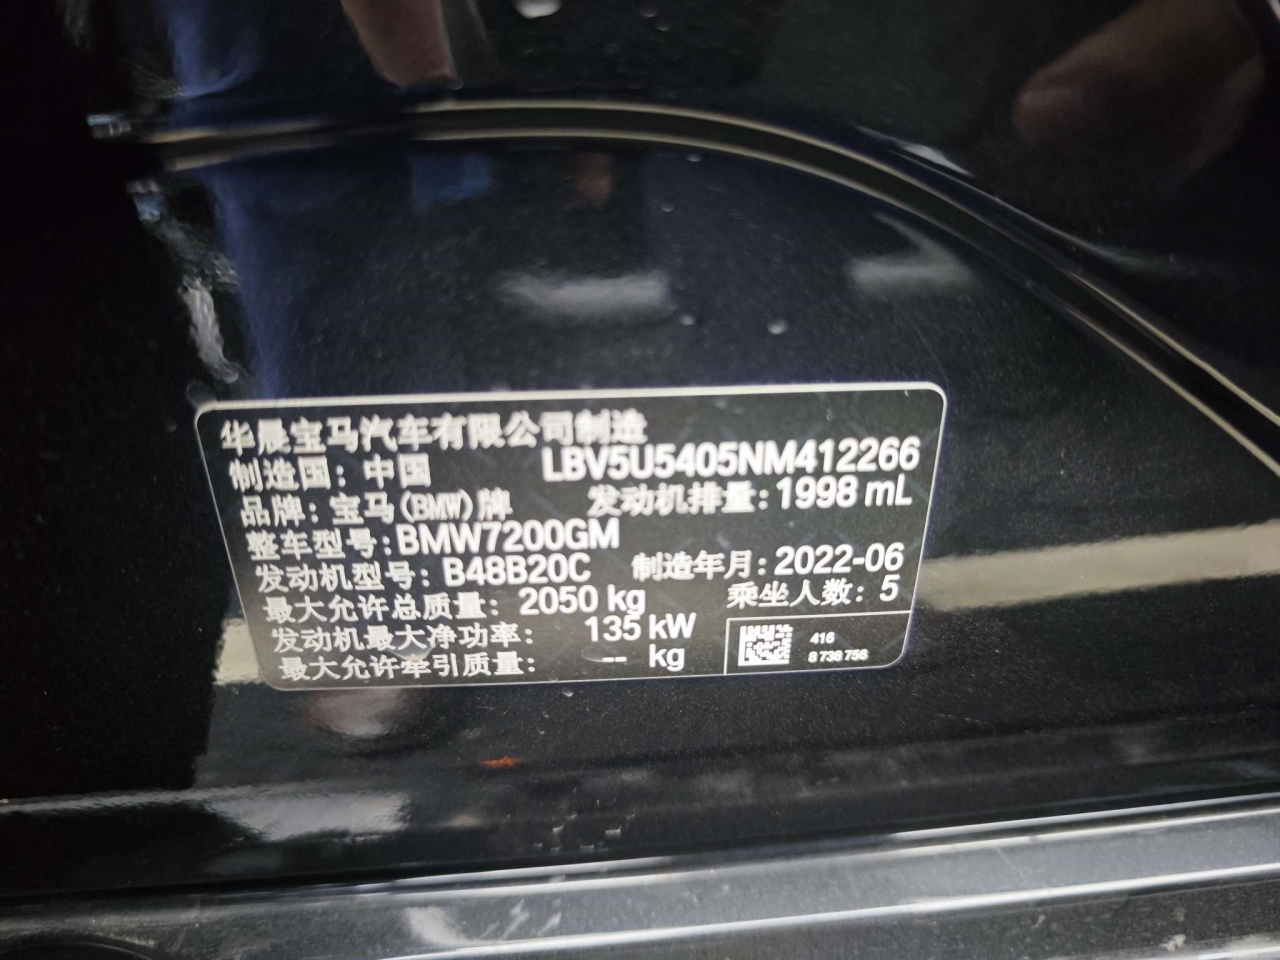 华晨宝马汽车有限公司制造
制造国：中国 LBV5U5405NM412266
品牌：宝马(BMW)牌 发动机排量：1998 mL
整车型号：BMW7200GM
发动机型号：B48B20C 制造年月：2022-06
最大允许总质量：2050 kg 乘坐人数：5
发动机最大净功率：135 kW
最大允许牵引质量：-- kg
416
8 738 756